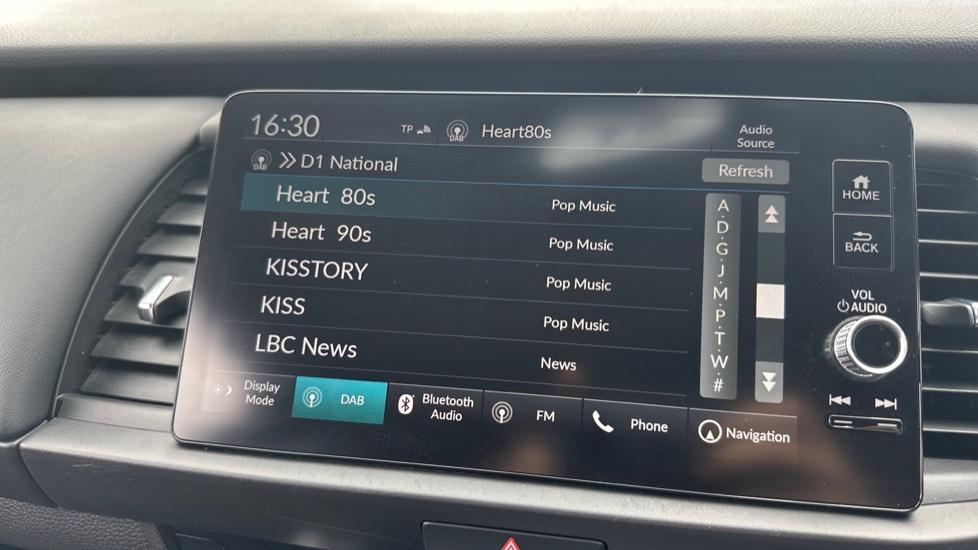 16:30
TP
DAB
Heart80s
Audio
Source
DAB
D1 National
Refresh
Heart 80s
Pop Music
Heart 90s
Pop Music
KISSTORY
Pop Music
KISS
Pop Music
LBC News
News
A
D
G
J
M
P
T
W
#
HOME
BACK
VOL
AUDIO
Display
Mode
DAB
Bluetooth
Audio
FM
Phone
Navigation